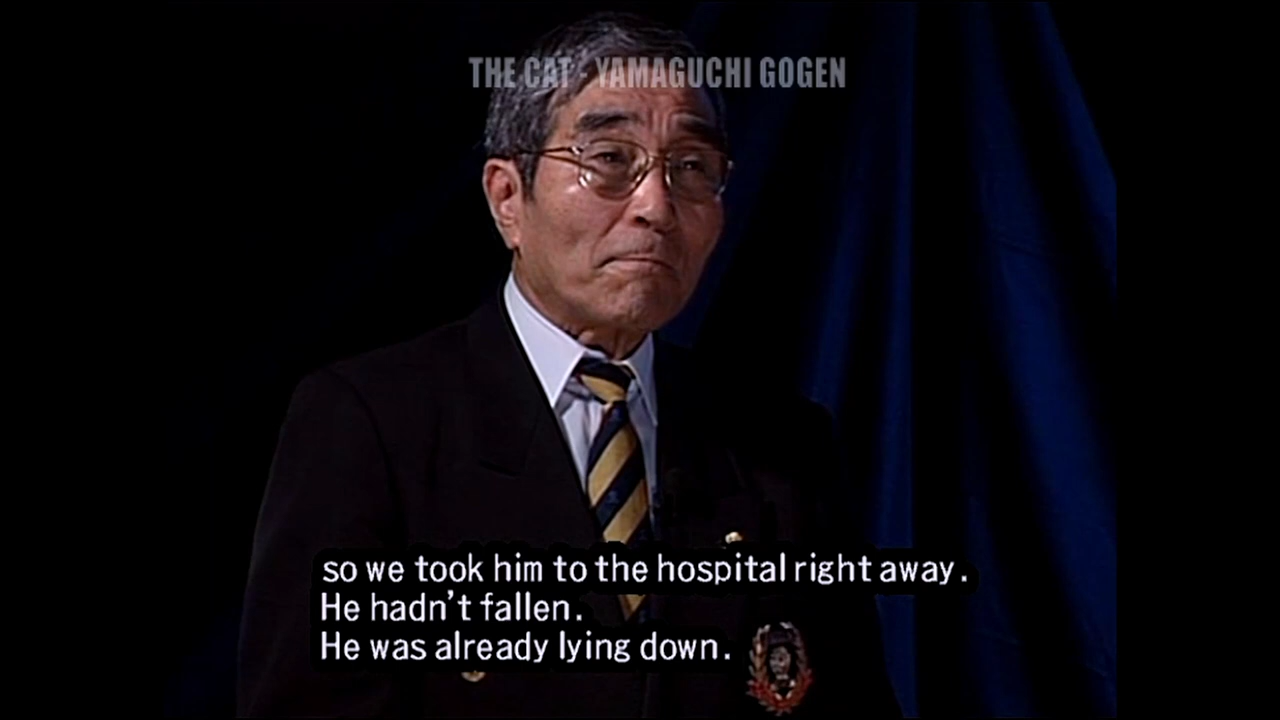 THE CAT - YAMAGUCHI GOGEN
so we took him to the hospital right away.
He hadn't fallen.
He was already lying down.